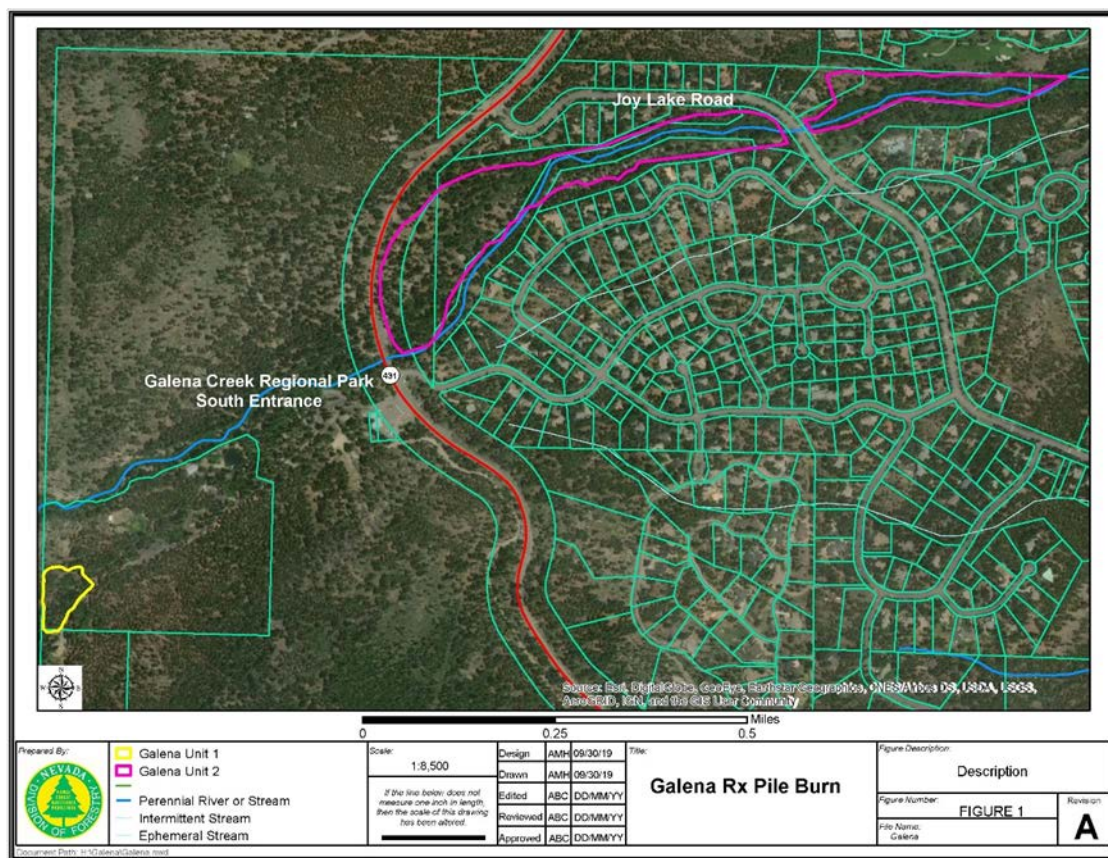 Joy Lake Road
431
Galena Creek Regional Park
South Entrance
Source: Esri, DigitalGlobe, GeoEye, Earthstar Geographics, CNES/Airbus DS, USDA, USGS,
AeroGRID, IGN, and the GIS User Community
Miles
0 0.25 0.5
Prepared By:
NEVADA
DIVISION OF FORESTRY
Galena Unit 1
Galena Unit 2
Perennial River or Stream
Intermittent Stream
Ephemeral Stream
Scale:
1:8,500
If the line below does not
measure one inch in length,
then the scale of this drawing
has been altered.
Design AMH 09/30/19
Drawn AMH 09/30/19
Edited ABC DD/MM/YY
Reviewed ABC DD/MM/YY
Approved ABC DD/MM/YY
Title:
Galena Rx Pile Burn
Figure Description:
Description
Figure Number:
FIGURE 1
File Name:
Galena
Revision
A
Document Path: H:\Galena\Galena.mxd